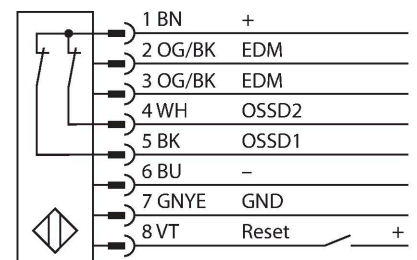 1 BN +
2 OG/BK EDM
3 OG/BK EDM
4 WH OSSD2
5 BK OSSD1
6 BU –
7 GNYE GND
8 VT Reset +